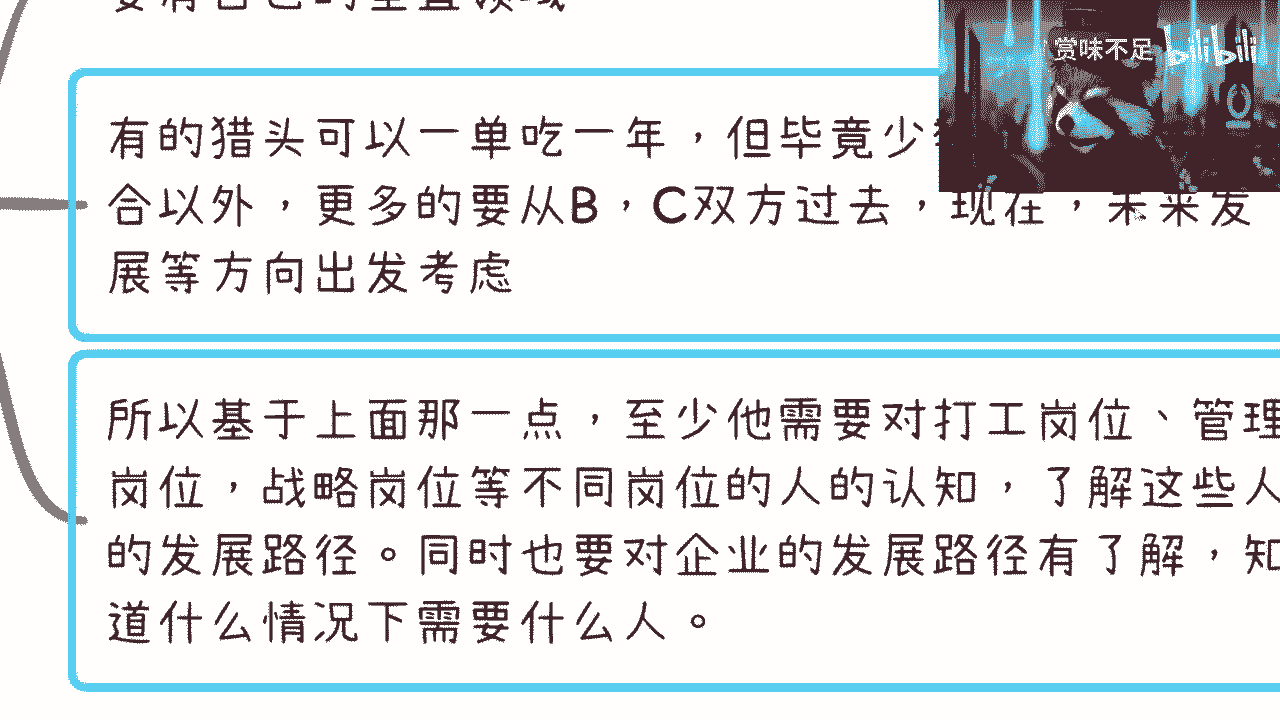 要有自己的垂直领域
赏味不足 bilibili
有的猎头可以一单吃一年，但毕竟少
合以外，更多的要从B，C双方过去，现在，未来发
展等方向出发考虑
所以基于上面那一点，至少他需要对打工岗位、管理
岗位，战略岗位等不同岗位的人的认知，了解这些人
的发展路径。同时也要对企业的发展路径有了解，知
道什么情况下需要什么人。